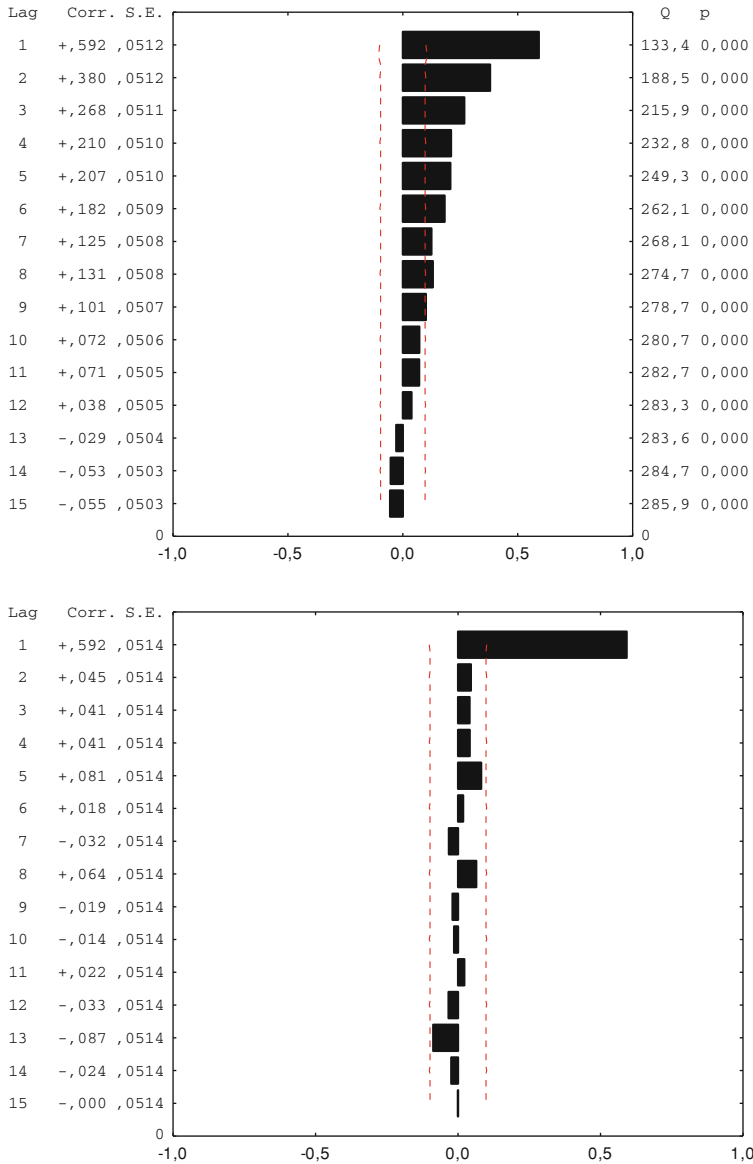 Lag Corr. S.E. Q p
1 +,592 ,0512 133,4 0,000
2 +,380 ,0512 188,5 0,000
3 +,268 ,0511 215,9 0,000
4 +,210 ,0510 232,8 0,000
5 +,207 ,0510 249,3 0,000
6 +,182 ,0509 262,1 0,000
7 +,125 ,0508 268,1 0,000
8 +,131 ,0508 274,7 0,000
9 +,101 ,0507 278,7 0,000
10 +,072 ,0506 280,7 0,000
11 +,071 ,0505 282,7 0,000
12 +,038 ,0505 283,3 0,000
13 -,029 ,0504 283,6 0,000
14 -,053 ,0503 284,7 0,000
15 -,055 ,0503 285,9 0,000
0 0
-1,0 -0,5 0,0 0,5 1,0
Lag Corr. S.E.
1 +,592 ,0514
2 +,045 ,0514
3 +,041 ,0514
4 +,041 ,0514
5 +,081 ,0514
6 +,018 ,0514
7 -,032 ,0514
8 +,064 ,0514
9 -,019 ,0514
10 -,014 ,0514
11 +,022 ,0514
12 -,033 ,0514
13 -,087 ,0514
14 -,024 ,0514
15 -,000 ,0514
0
-1,0 -0,5 0,0 0,5 1,0